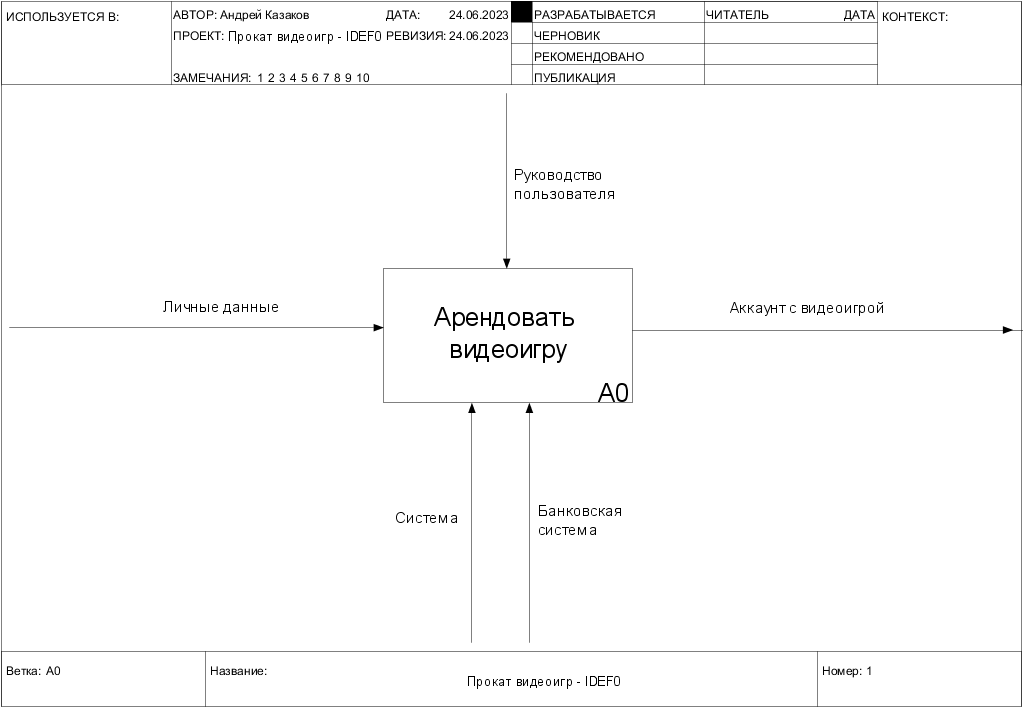 ИСПОЛЬЗУЕТСЯ В:
АВТОР: Андрей Казаков ДАТА: 24.06.2023
ПРОЕКТ: Прокат видеоигр - IDEF0 РЕВИЗИЯ: 24.06.2023
ЗАМЕЧАНИЯ: 1 2 3 4 5 6 7 8 9 10
РАЗРАБАТЫВАЕТСЯ
ЧЕРНОВИК
РЕКОМЕНДОВАНО
ПУБЛИКАЦИЯ
ЧИТАТЕЛЬ ДАТА
КОНТЕКСТ:
Руководство
пользователя
Личные данные
Арендовать
видеоигру
A0
Аккаунт с видеоигрой
Система
Банковская
система
Ветка: A0
Название:
Прокат видеоигр - IDEF0
Номер: 1